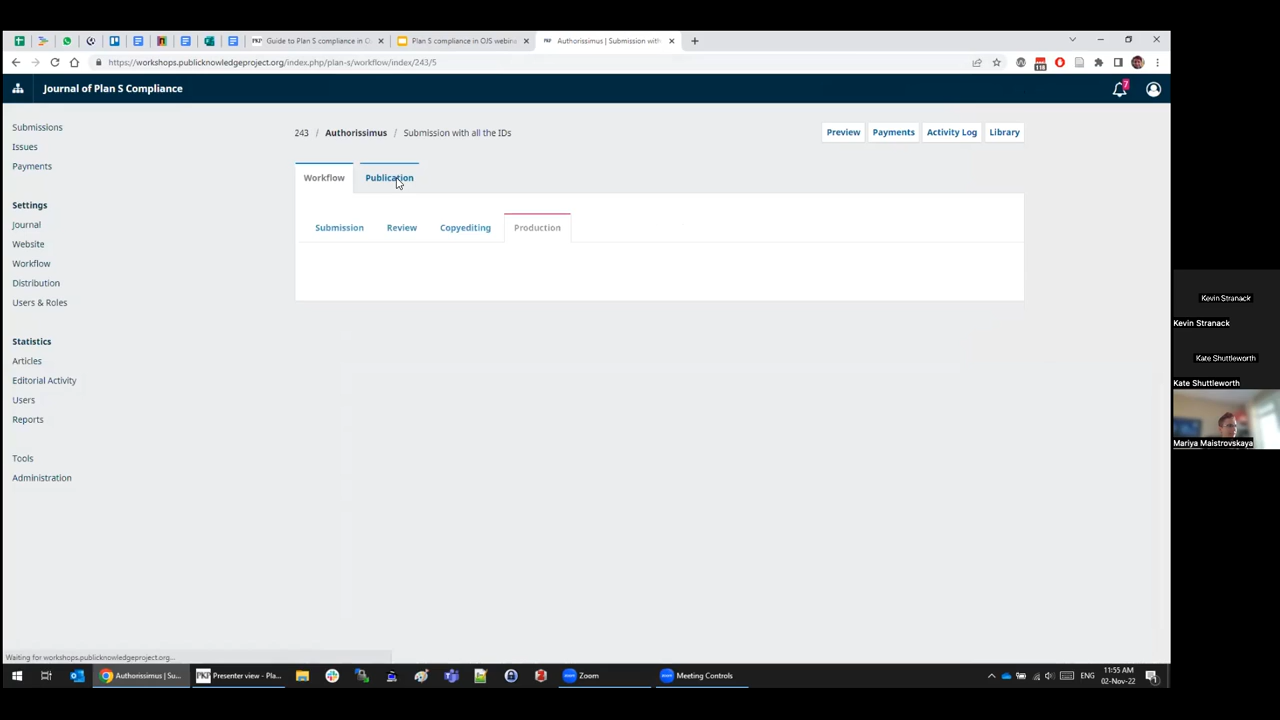 Guide to Plan S compliance in O
Plan S compliance in OJS webina
Authorissimus | Submission with
https://workshops.publicknowledgeproject.org/index.php/plan-s/workflow/index/243/5
Journal of Plan S Compliance
7
Submissions
Issues
Payments
Settings
Journal
Website
Workflow
Distribution
Users & Roles
Statistics
Articles
Editorial Activity
Users
Reports
Tools
Administration
243 / Authorissimus / Submission with all the IDs
Preview
Payments
Activity Log
Library
Workflow
Publication
Submission
Review
Copyediting
Production
Kevin Stranack
Kevin Stranack
Kate Shuttleworth
Kate Shuttleworth
Mariya Maistrovskaya
Waiting for workshops.publicknowledgeproject.org...
Authorissimus | Su...
Presenter view - Pla...
Zoom
Meeting Controls
ENG
11:55 AM
02-Nov-22